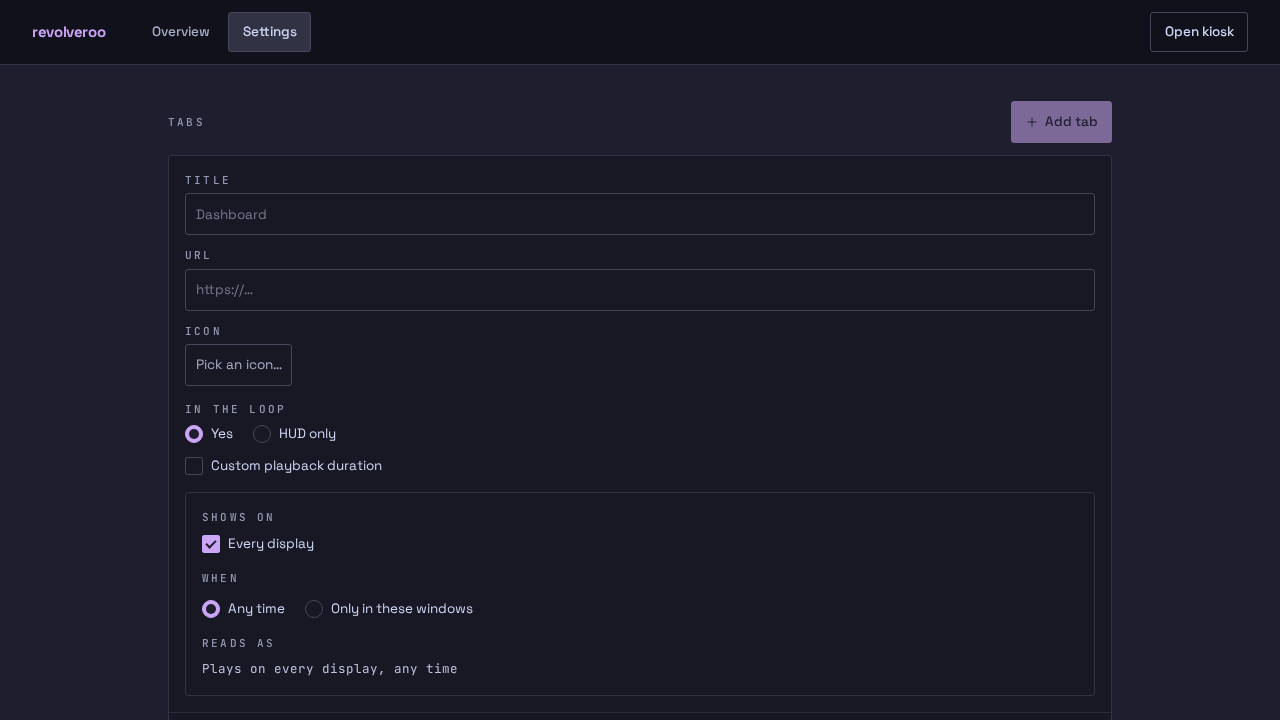 revolveroo Overview Settings Open kiosk
TABS + Add tab
TITLE
Dashboard
URL
https://…
ICON
Pick an icon…
IN THE LOOP
Yes HUD only
Custom playback duration
SHOWS ON
Every display
WHEN
Any time Only in these windows
READS AS
Plays on every display, any time